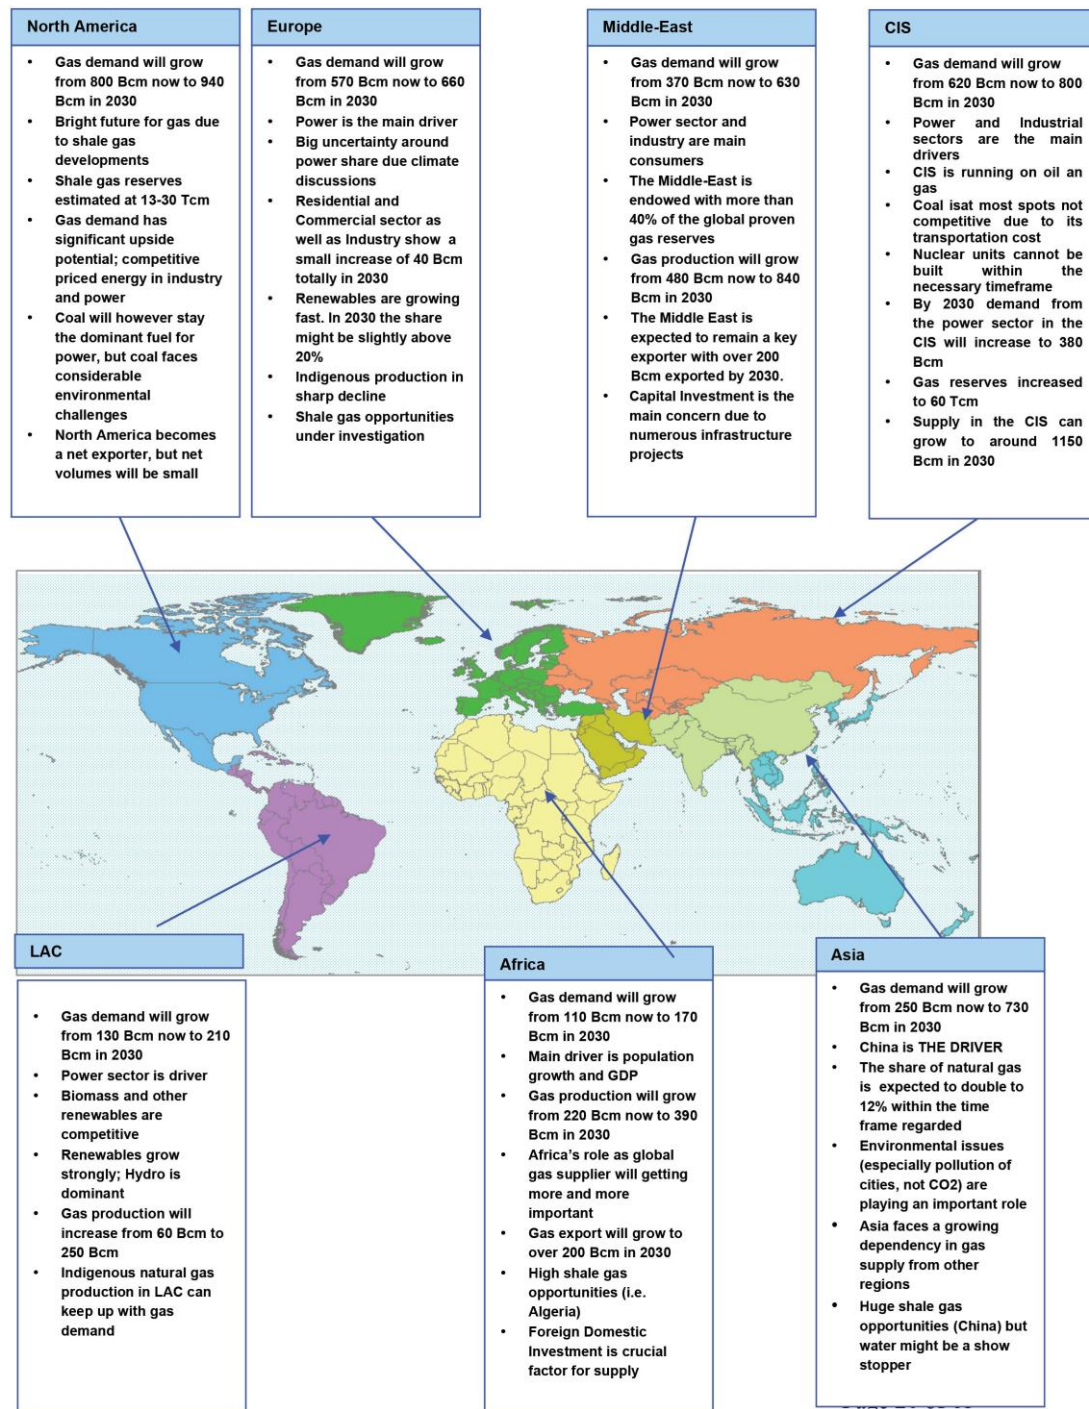 North America
• Gas demand will grow
from 800 Bcm now to 940
Bcm in 2030
• Bright future for gas due
to shale gas
developments
• Shale gas reserves
estimated at 13-30 Tcm
• Gas demand has
significant upside
potential; competitive
priced energy in industry
and power
• Coal will however stay
the dominant fuel for
power, but coal faces
considerable
environmental
challenges
• North America becomes
a net exporter, but net
volumes will be small
Europe
• Gas demand will grow
from 570 Bcm now to 660
Bcm in 2030
• Power is the main driver
• Big uncertainty around
power share due climate
discussions
• Residential and
Commercial sector as
well as Industry show a
small increase of 40 Bcm
totally in 2030
• Renewables are growing
fast. In 2030 the share
might be slightly above
20%
• Indigenous production in
sharp decline
• Shale gas opportunities
under investigation
Middle-East
• Gas demand will grow
from 370 Bcm now to 630
Bcm in 2030
• Power sector and
industry are main
consumers
• The Middle-East is
endowed with more than
40% of the global proven
gas reserves
• Gas production will grow
from 480 Bcm now to 840
Bcm in 2030
• The Middle East is
expected to remain a key
exporter with over 200
Bcm exported by 2030.
• Capital Investment is the
main concern due to
numerous infrastructure
projects
CIS
• Gas demand will grow
from 620 Bcm now to 800
Bcm in 2030
• Power and Industrial
sectors are the main
drivers
• CIS is running on oil an
gas
• Coal isat most spots not
competitive due to its
transportation cost
• Nuclear units cannot be
built within the
necessary timeframe
• By 2030 demand from
the power sector in the
CIS will increase to 380
Bcm
• Gas reserves increased
to 60 Tcm
• Supply in the CIS can
grow to around 1150
Bcm in 2030
LAC
• Gas demand will grow
from 130 Bcm now to 210
Bcm in 2030
• Power sector is driver
• Biomass and other
renewables are
competitive
• Renewables grow
strongly; Hydro is
dominant
• Gas production will
increase from 60 Bcm to
250 Bcm
• Indigenous natural gas
production in LAC can
keep up with gas
demand
Africa
• Gas demand will grow
from 110 Bcm now to 170
Bcm in 2030
• Main driver is population
growth and GDP
• Gas production will grow
from 220 Bcm now to 390
Bcm in 2030
• Africa's role as global
gas supplier will getting
more and more
important
• Gas export will grow to
over 200 Bcm in 2030
• High shale gas
opportunities (i.e.
Algeria)
• Foreign Domestic
Investment is crucial
factor for supply
Asia
• Gas demand will grow
from 250 Bcm now to 730
Bcm in 2030
• China is THE DRIVER
• The share of natural gas
is expected to double to
12% within the time
frame regarded
• Environmental issues
(especially pollution of
cities, not CO2) are
playing an important role
• Asia faces a growing
dependency in gas
supply from other
regions
• Huge shale gas
opportunities (China) but
water might be a show
stopper